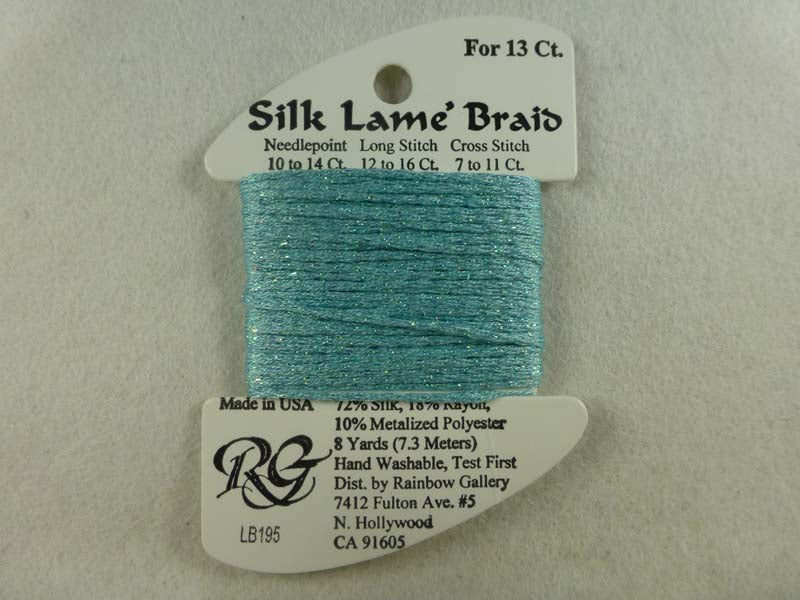 For 13 Ct.
Silk Lame' Braid
Needlepoint Long Stitch Cross Stitch
10 to 14 Ct. 12 to 16 Ct. 7 to 11 Ct.
Made in USA 72% Silk, 18% Rayon,
10% Metalized Polyester
8 Yards (7.3 Meters)
Hand Washable, Test First
Dist. by Rainbow Gallery
7412 Fulton Ave. #5
N. Hollywood
CA 91605
RG
LB195